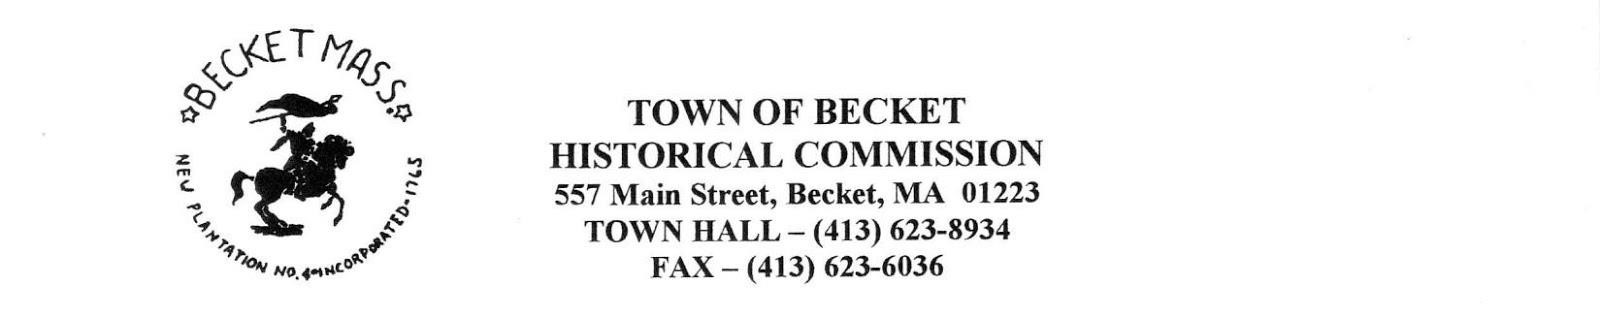 BECKET MASS.
NEW PLANTATION NO. 4 INCORPORATED-1765
TOWN OF BECKET
HISTORICAL COMMISSION
557 Main Street, Becket, MA 01223
TOWN HALL – (413) 623-8934
FAX – (413) 623-6036